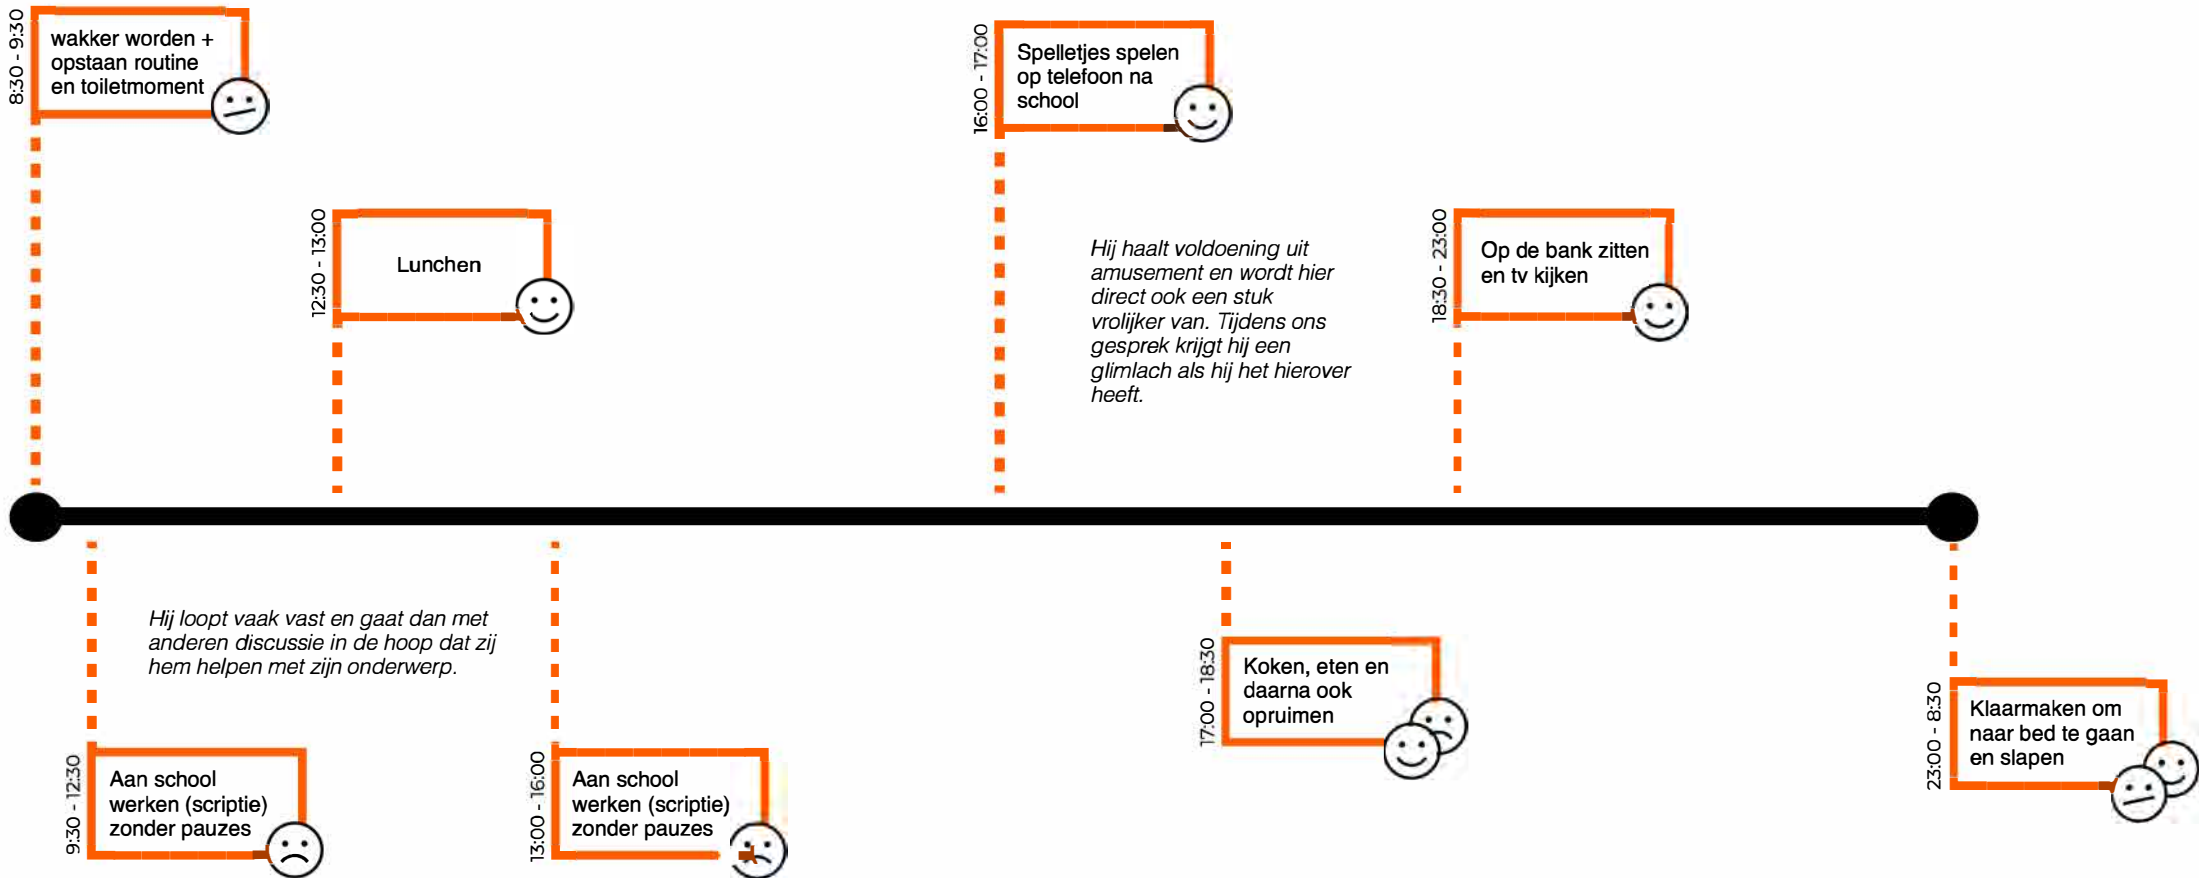 8:30 - 9:30
wakker worden +
opstaan routine
en toiletmoment
12:30 - 13:00
Lunchen
16:00 - 17:00
Spelletjes spelen
op telefoon na
school
Hij haalt voldoening uit
amusement en wordt hier
direct ook een stuk
vrolijker van. Tijdens ons
gesprek krijgt hij een
glimlach als hij het hierover
heeft.
18:30 - 23:00
Op de bank zitten
en tv kijken
Hij loopt vaak vast en gaat dan met
anderen discussie in de hoop dat zij
hem helpen met zijn onderwerp.
9:30 - 12:30
Aan school
werken (scriptie)
zonder pauzes
13:00 - 16:00
Aan school
werken (scriptie)
zonder pauzes
17:00 - 18:30
Koken, eten en
daarna ook
opruimen
23:00 - 8:30
Klaarmaken om
naar bed te gaan
en slapen